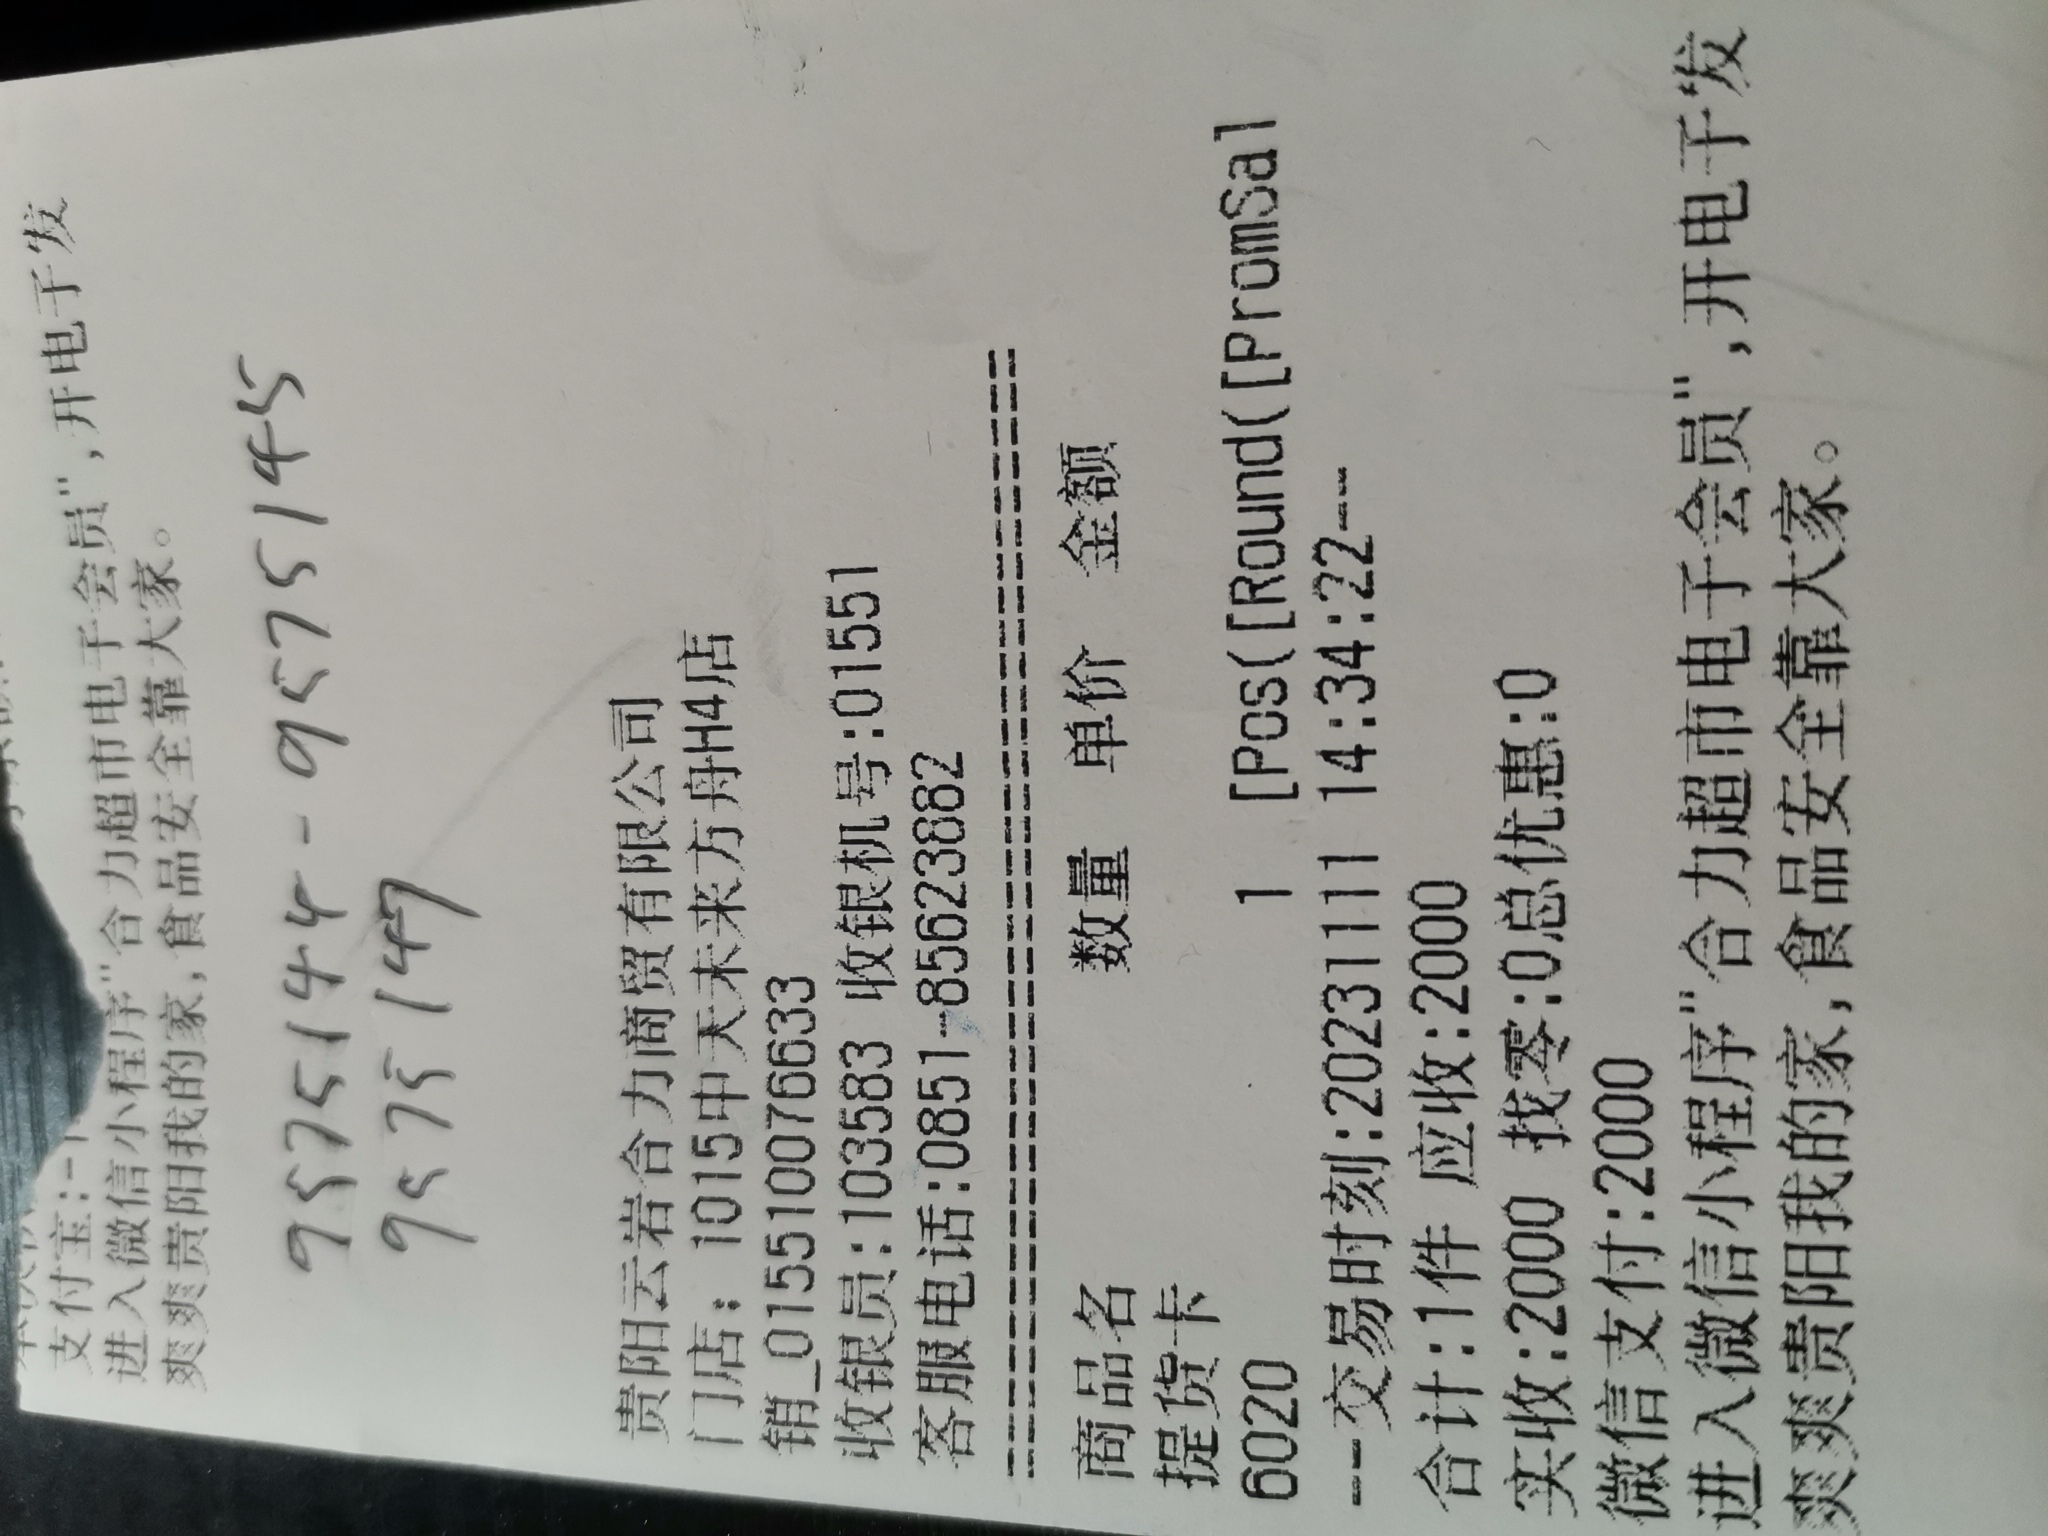 支付宝:-1
进入微信小程序"合力超市电子会员",开电子发
爽爽贵阳我的家,食品安全靠大家。
9575144-95751445
9575147
贵阳云岩合力商贸有限公司
门店: 1015中天未来方舟H4店
销_015510076633
收银员:103583 收银机号:01551
客服电话:0851-85623882
================================
商品名 数量 单价 金额
提货卡
6020 1 [Pos([Round([PromSal
---交易时刻:20231111 14:34:22--
合计:1件 应收:2000
实收:2000 找零:0总优惠:0
微信支付:2000
进入微信小程序"合力超市电子会员",开电子发
爽爽贵阳我的家,食品安全靠大家。